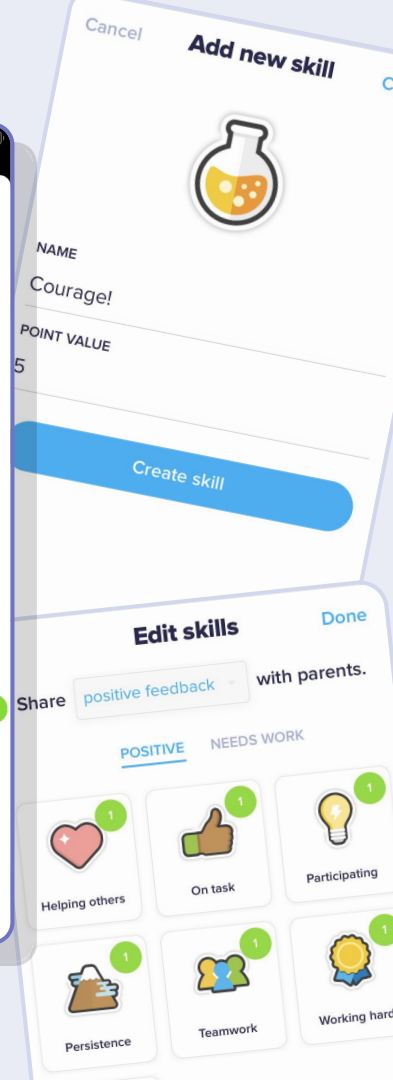 Cancel
Add new skill
C
NAME
Courage!
POINT VALUE
5
Create skill
Edit skills
Done
Share positive feedback with parents.
POSITIVE
NEEDS WORK
1
1
1
Helping others
On task
Participating
1
1
1
Persistence
Teamwork
Working hard